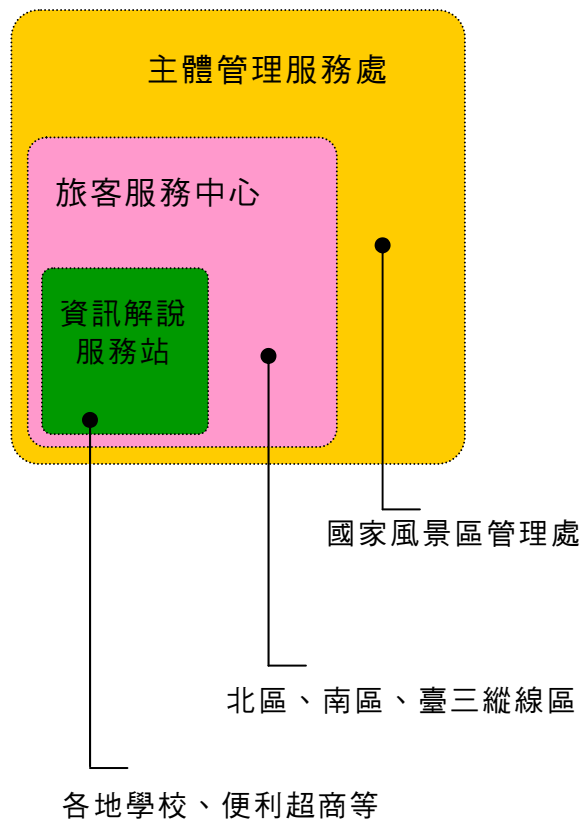 主體管理服務處
旅客服務中心
資訊解說
服務站
國家風景區管理處
北區、南區、臺三縱線區
各地學校、便利超商等